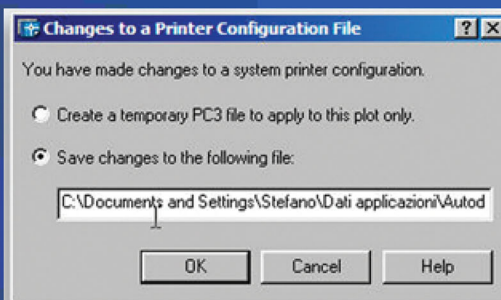 Changes to a Printer Configuration File
You have made changes to a system printer configuration.
Create a temporary PC3 file to apply to this plot only.
Save changes to the following file:
C:\Documents and Settings\Stefano\Dati applicazioni\Autod
OK Cancel Help